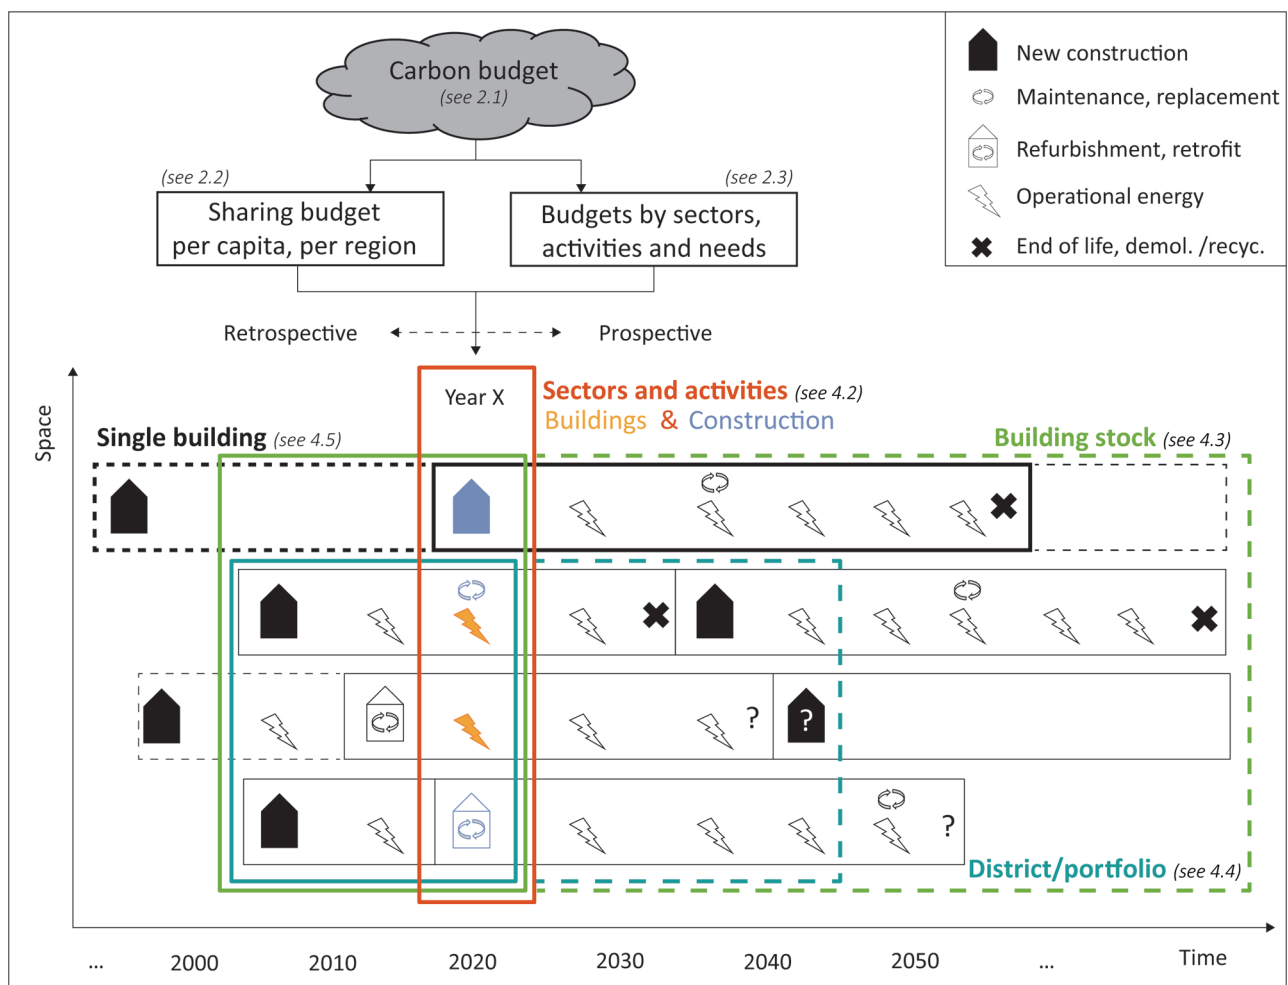 Carbon budget
(see 2.1)
New construction
Maintenance, replacement
Refurbishment, retrofit
Operational energy
End of life, demol. /recyc.
(see 2.2)
(see 2.3)
Sharing budget
per capita, per region
Budgets by sectors,
activities and needs
Retrospective
Prospective
Year X
Sectors and activities (see 4.2)
Buildings & Construction
Space
Single building (see 4.5)
Building stock (see 4.3)
?
?
?
District/portfolio (see 4.4)
... 2000 2010 2020 2030 2040 2050 ... Time